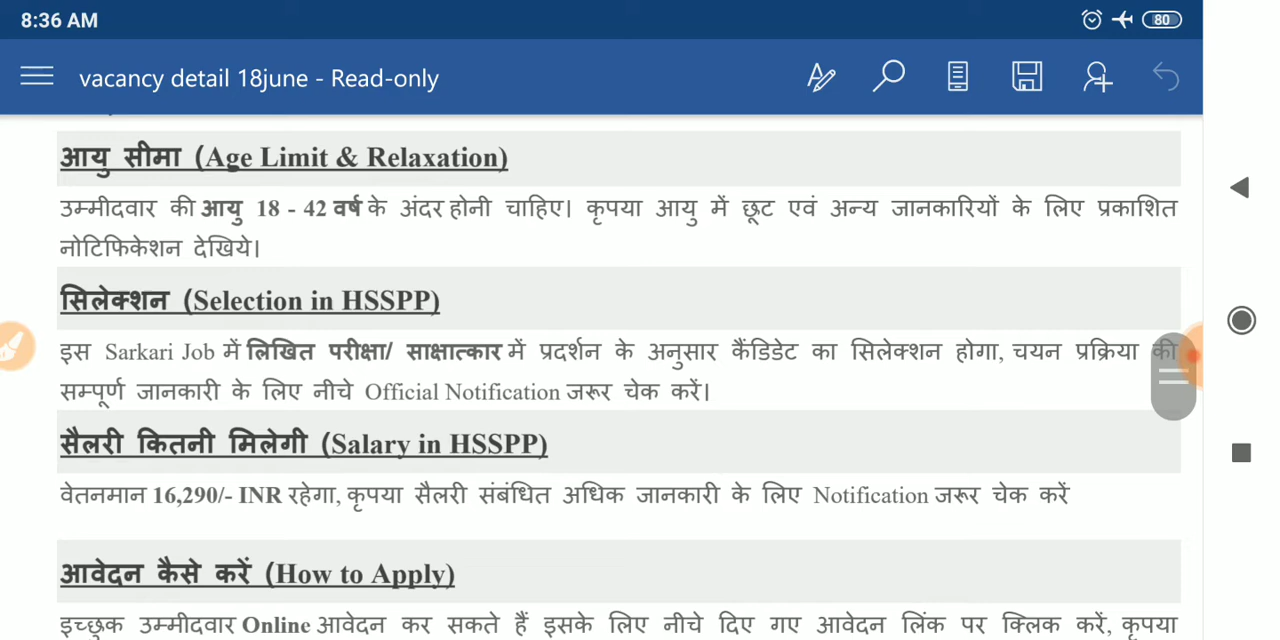 8:36 AM
80
vacancy detail 18june - Read-only
आयु सीमा (Age Limit & Relaxation)
उम्मीदवार की आयु 18 - 42 वर्ष के अंदर होनी चाहिए। कृपया आयु में छूट एवं अन्य जानकारियों के लिए प्रकाशित
नोटिफिकेशन देखिये।
सिलेक्शन (Selection in HSSPP)
इस Sarkari Job में लिखित परीक्षा/ साक्षात्कार में प्रदर्शन के अनुसार कैंडिडेट का सिलेक्शन होगा, चयन प्रक्रिया की
सम्पूर्ण जानकारी के लिए नीचे Official Notification जरूर चेक करें।
सैलरी कितनी मिलेगी (Salary in HSSPP)
वेतनमान 16,290/- INR रहेगा, कृपया सैलरी संबंधित अधिक जानकारी के लिए Notification जरूर चेक करें
आवेदन कैसे करें (How to Apply)
इच्छुक उम्मीदवार Online आवेदन कर सकते हैं इसके लिए नीचे दिए गए आवेदन लिंक पर क्लिक करें, कृपया